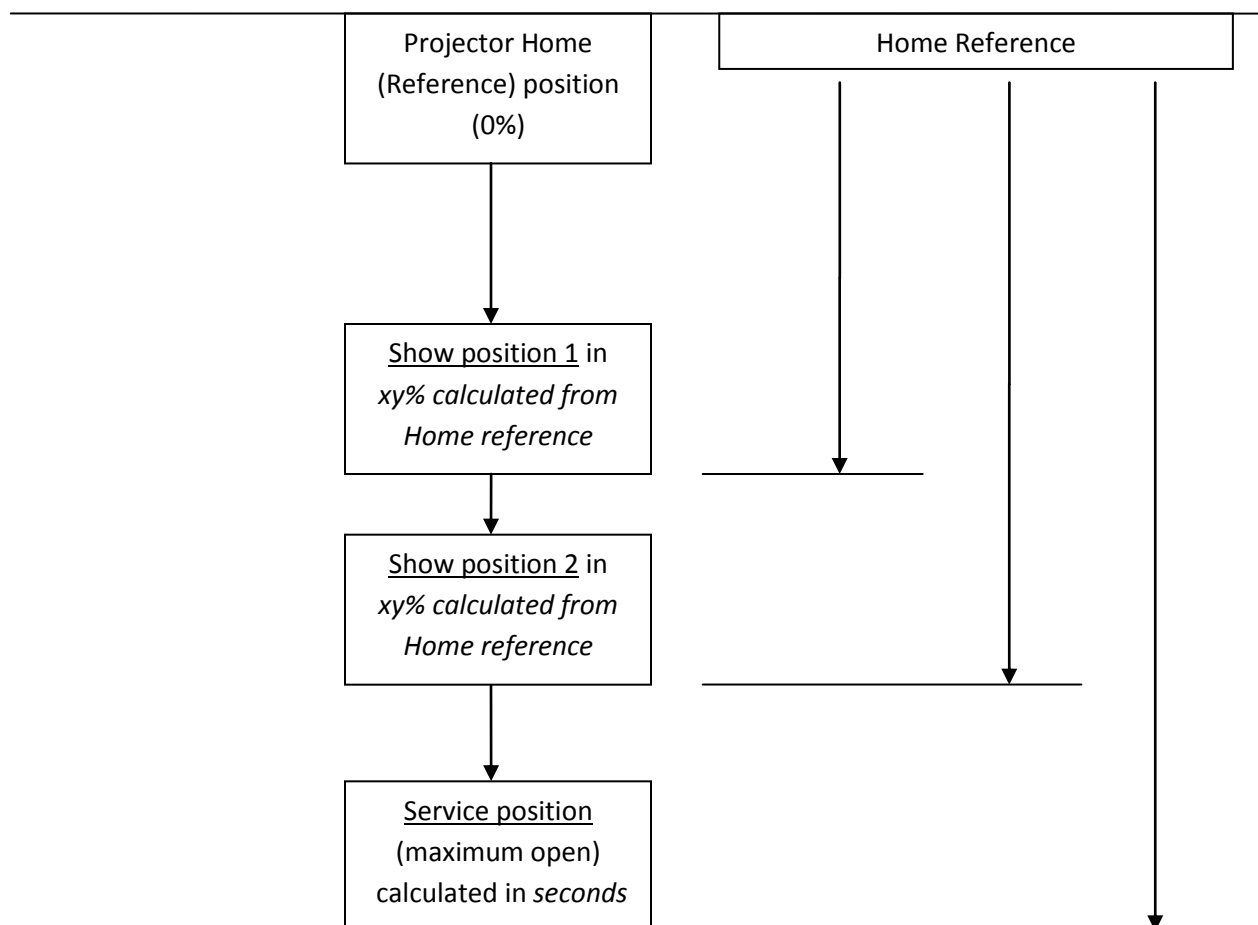 Projector Home
(Reference) position
(0%)
Home Reference
Show position 1 in
xy% calculated from
Home reference
Show position 2 in
xy% calculated from
Home reference
Service position
(maximum open)
calculated in seconds